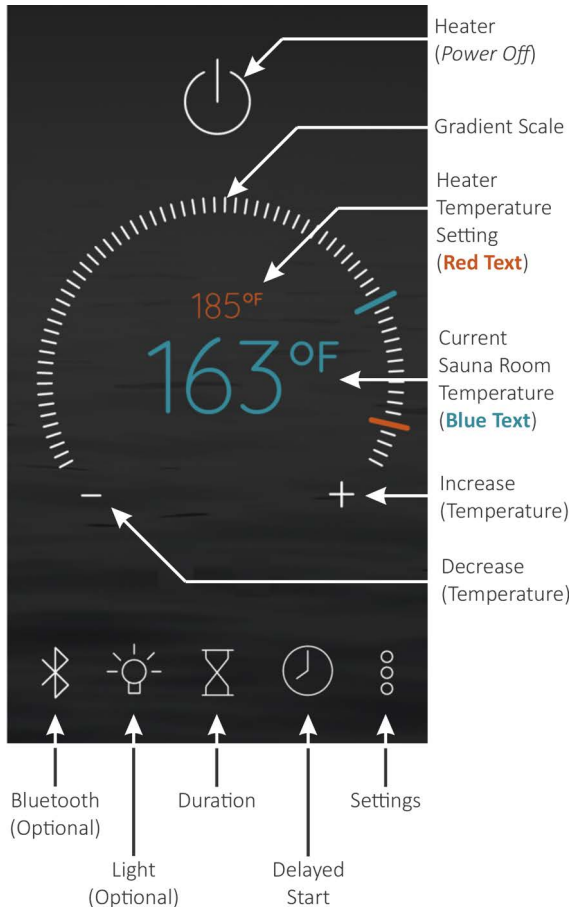 Heater
(Power Off)
Gradient Scale
Heater
Temperature
Setting
(Red Text)
185°F
163°F
Current
Sauna Room
Temperature
(Blue Text)
Increase
(Temperature)
Decrease
(Temperature)
− +
Bluetooth
(Optional)
Duration
Settings
Light
(Optional)
Delayed
Start